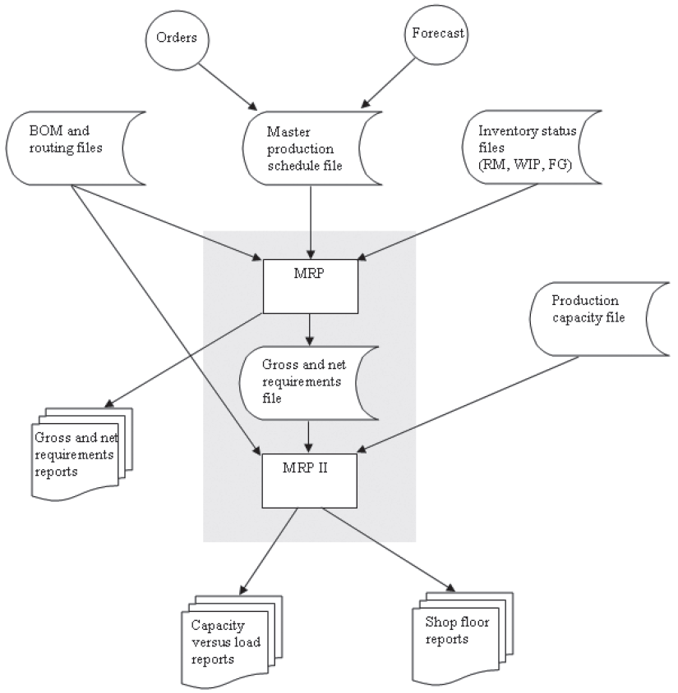 Orders
Forecast
BOM and
routing files
Master
production
schedule file
Inventory status
files
(RM, WIP, FG)
MRP
Production
capacity file
Gross and net
requirements
file
Gross and net
requirements
reports
MRP II
Capacity
versus load
reports
Shop floor
reports